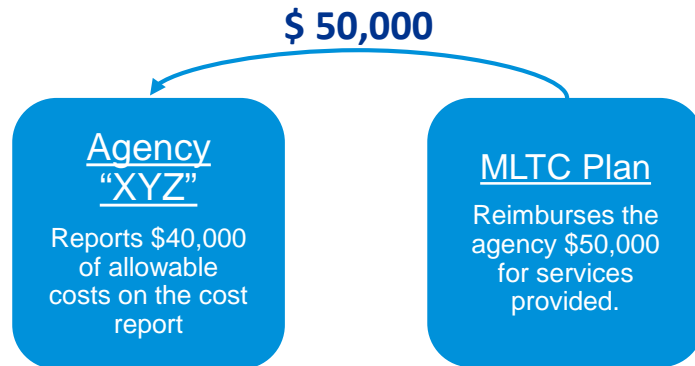 $ 50,000
Agency
“XYZ”
Reports $40,000
of allowable
costs on the cost
report
MLTC Plan
Reimburses the
agency $50,000
for services
provided.